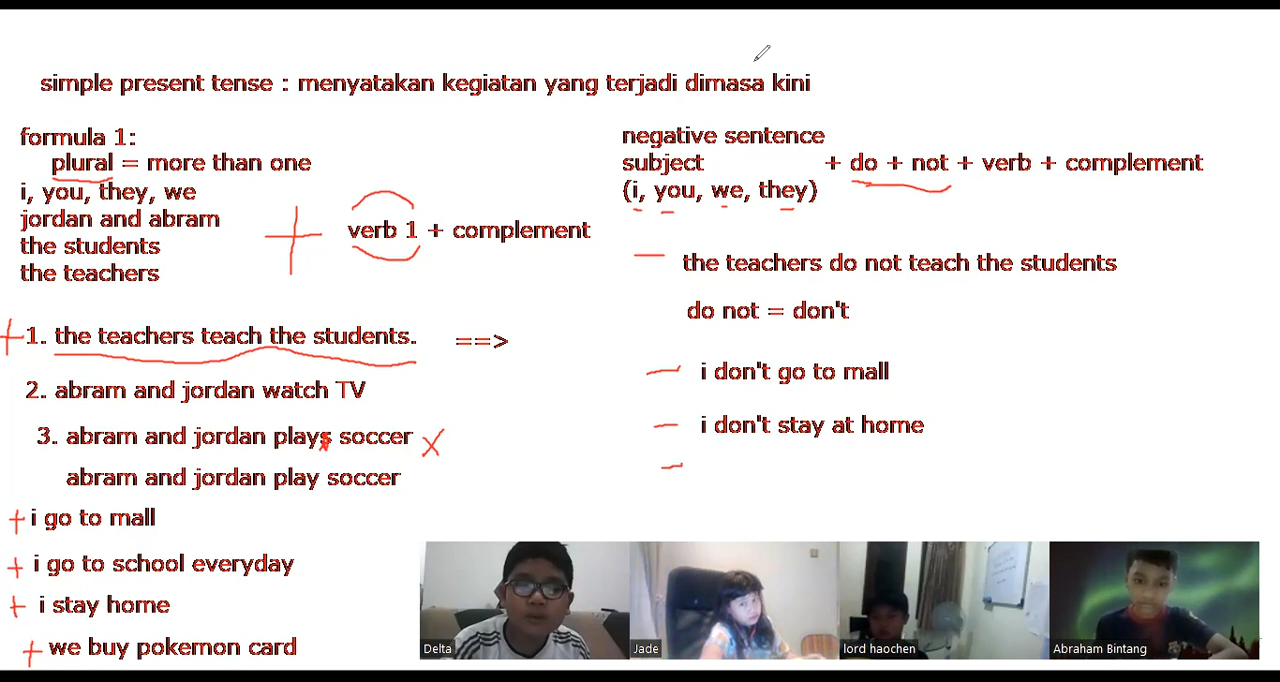 simple present tense : menyatakan kegiatan yang terjadi dimasa kini
formula 1:
plural = more than one
i, you, they, we
jordan and abram
the students
the teachers
+ verb 1 + complement
+ 1. the teachers teach the students. ==>
2. abram and jordan watch TV
3. abram and jordan plays soccer X
abram and jordan play soccer
+ i go to mall
+ i go to school everyday
+ i stay home
+ we buy pokemon card
negative sentence
subject + do + not + verb + complement
(i, you, we, they)
- the teachers do not teach the students
do not = don't
- i don't go to mall
- i don't stay at home
-
Delta
Jade
lord haochen
Abraham Bintang